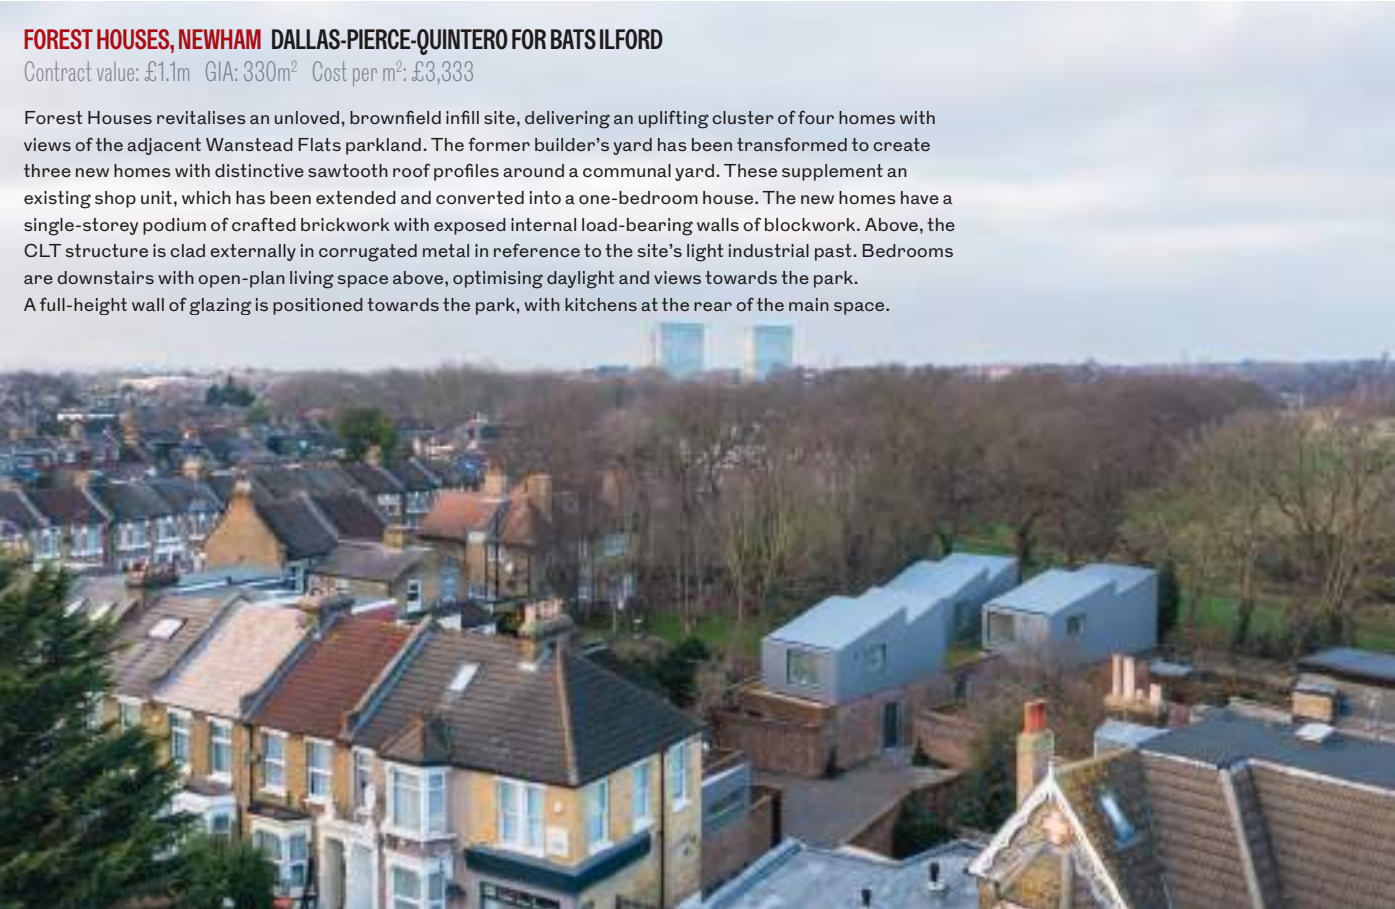 FOREST HOUSES, NEWHAM DALLAS-PIERCE-QUINTERO FOR BATS ILFORD
Contract value: £1.1m GIA: 330m² Cost per m²: £3,333
Forest Houses revitalises an unloved, brownfield infill site, delivering an uplifting cluster of four homes with
views of the adjacent Wanstead Flats parkland. The former builder’s yard has been transformed to create
three new homes with distinctive sawtooth roof profiles around a communal yard. These supplement an
existing shop unit, which has been extended and converted into a one-bedroom house. The new homes have a
single-storey podium of crafted brickwork with exposed internal load-bearing walls of blockwork. Above, the
CLT structure is clad externally in corrugated metal in reference to the site’s light industrial past. Bedrooms
are downstairs with open-plan living space above, optimising daylight and views towards the park.
A full-height wall of glazing is positioned towards the park, with kitchens at the rear of the main space.